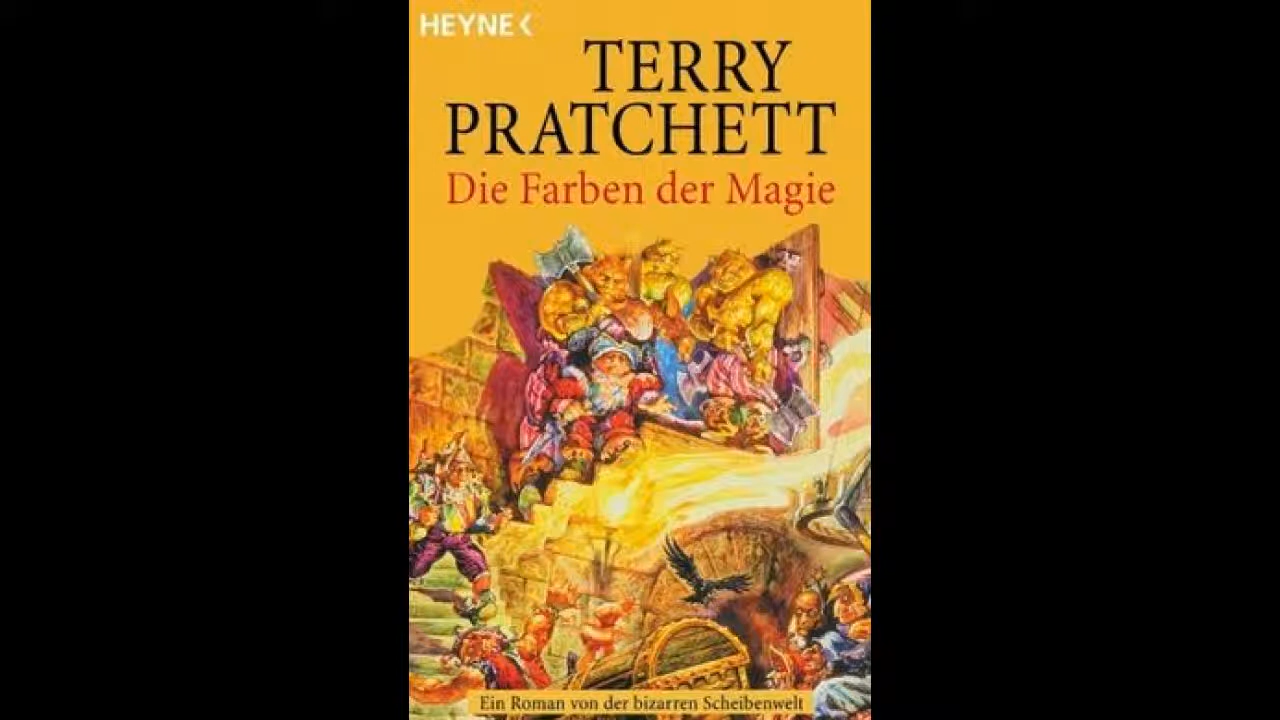 HEYNE
TERRY
PRATCHETT
Die Farben der Magie
Ein Roman von der bizarren Scheibenwelt